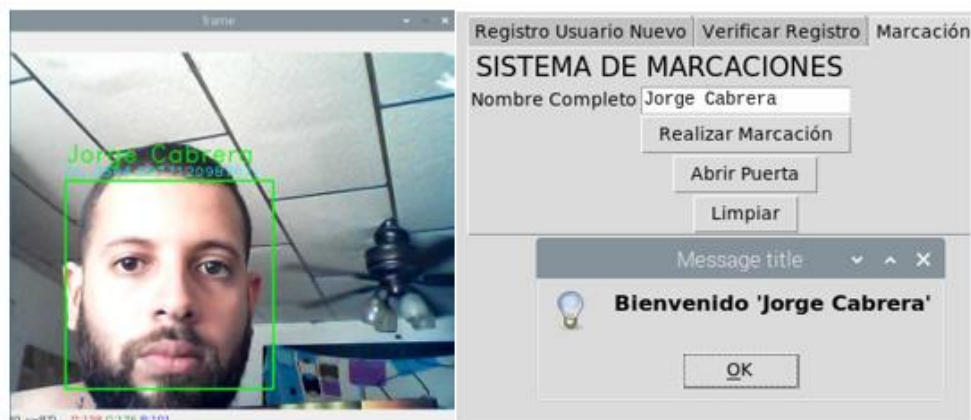 frame
Jorge Cabrera
Registro Usuario Nuevo
Verificar Registro
Marcación
SISTEMA DE MARCACIONES
Nombre Completo
Jorge Cabrera
Realizar Marcación
Abrir Puerta
Limpiar
Message title
Bienvenido 'Jorge Cabrera'
OK